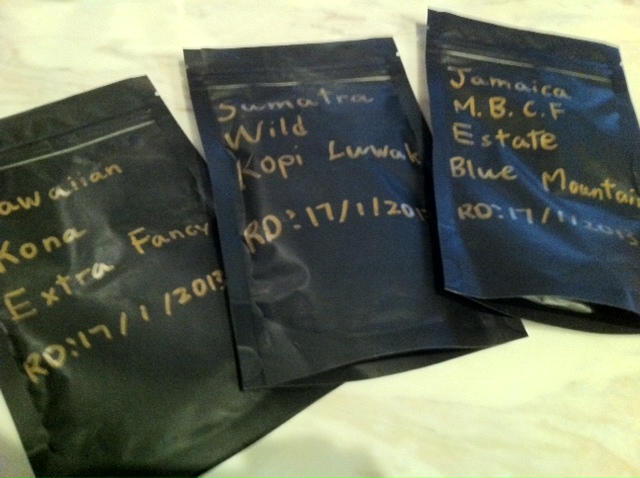 awaiian
Kona
Extra Fancy
RD:17/1/2013
Sumatra
Wild
Kopi Luwak
RD:17/1/201
Jamaica
M.B.C.F
Estate
Blue Mountain
RD:17/1/2013